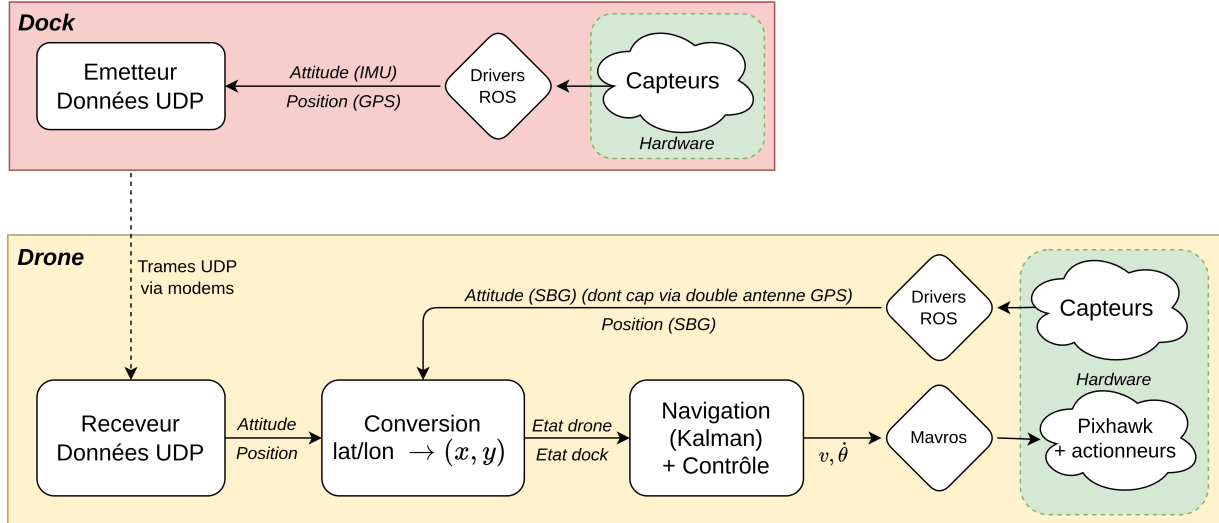 Dock
Emetteur
Données UDP
Attitude (IMU)
Position (GPS)
Drivers
ROS
Capteurs
Hardware
Trames UDP
via modems
Drone
Attitude (SBG) (dont cap via double antenne GPS)
Position (SBG)
Drivers
ROS
Capteurs
Hardware
Receveur
Données UDP
Attitude
Position
Conversion
lat/lon → (x, y)
Etat drone
Etat dock
Navigation
(Kalman)
+ Contrôle
v, θ̇
Mavros
Pixhawk
+ actionneurs